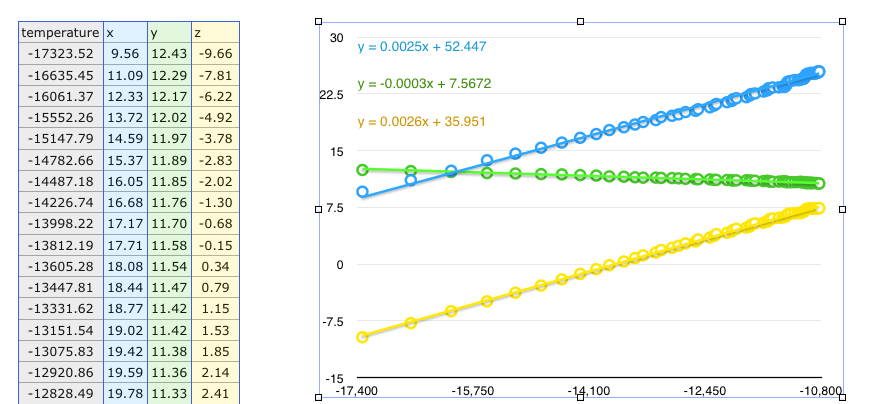 temperature x y z
-17323.52 9.56 12.43 -9.66
-16635.45 11.09 12.29 -7.81
-16061.37 12.33 12.17 -6.22
-15552.26 13.72 12.02 -4.92
-15147.79 14.59 11.97 -3.78
-14782.66 15.37 11.89 -2.83
-14487.18 16.05 11.85 -2.02
-14226.74 16.68 11.76 -1.30
-13998.22 17.17 11.70 -0.68
-13812.19 17.71 11.58 -0.15
-13605.28 18.08 11.54 0.34
-13447.81 18.44 11.47 0.79
-13331.62 18.77 11.42 1.15
-13151.54 19.02 11.42 1.53
-13075.83 19.42 11.38 1.85
-12920.86 19.59 11.36 2.14
-12828.49 19.78 11.33 2.41
30
y = 0.0025x + 52.447
y = -0.0003x + 7.5672
22.5
y = 0.0026x + 35.951
15
7.5
0
-7.5
-15
-17,400 -15,750 -14,100 -12,450 -10,800